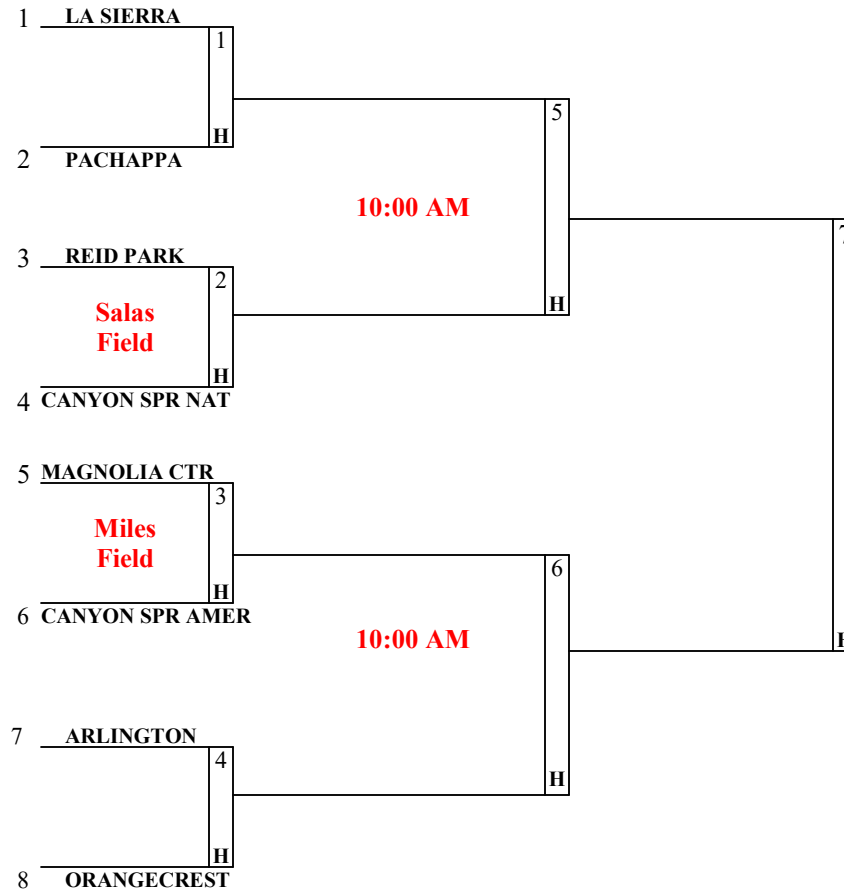 1 LA SIERRA
1
H
2 PACHAPPA
5
10:00 AM
H
3 REID PARK
2
Salas
Field
H
4 CANYON SPR NAT
7
H
5 MAGNOLIA CTR
3
Miles
Field
H
6 CANYON SPR AMER
6
10:00 AM
H
7 ARLINGTON
4
H
8 ORANGECREST